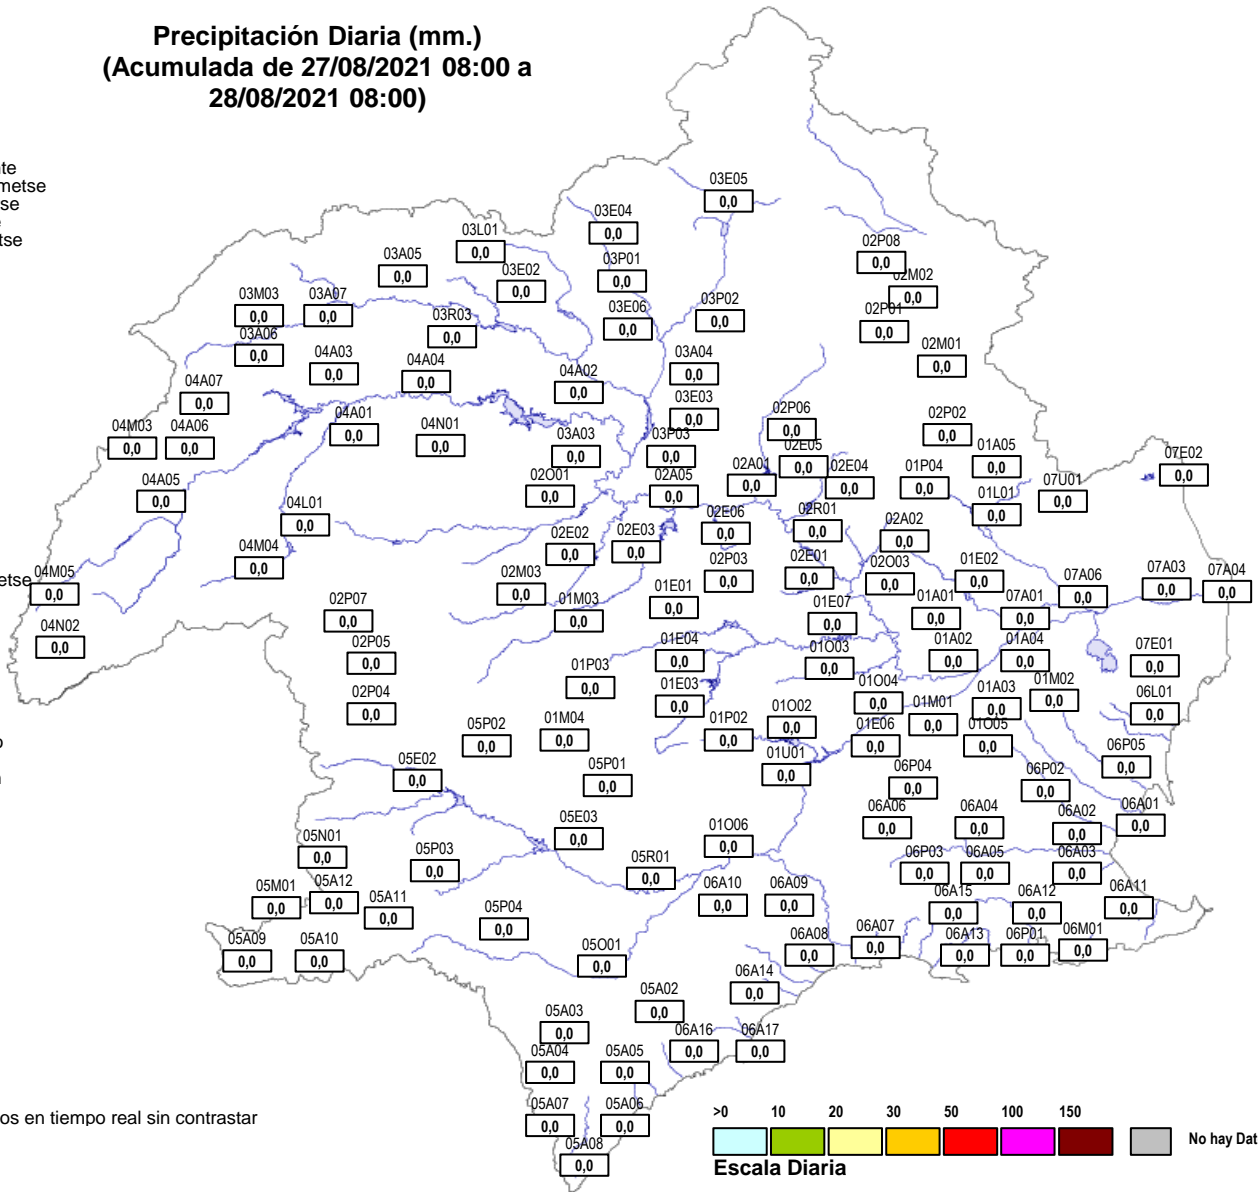 Precipitación Diaria (mm.)
(Acumulada de 27/08/2021 08:00 a
28/08/2021 08:00)
nte
metse
se
e
tse
03E05
0,0
03E04
0,0
03L01
0,0
03A05
0,0
03P01
0,0
03E02
0,0
02P08
0,0
02M02
0,0
03M03
0,0
03A07
0,0
03R03
0,0
03E06
0,0
03P02
0,0
02P01
0,0
03A06
0,0
04A03
0,0
04A04
0,0
04A02
0,0
03A04
0,0
02M01
0,0
04A07
0,0
03E03
0,0
04M03
0,0
04A06
0,0
04A01
0,0
04N01
0,0
03A03
0,0
03P03
0,0
02P06
0,0
02E05
0,0
02P02
0,0
01A05
0,0
07E02
0,0
04A05
0,0
02O01
0,0
02A05
0,0
02A01
0,0
02E04
0,0
01P04
0,0
01L01
0,0
07U01
0,0
04L01
0,0
02E06
0,0
02R01
0,0
02A02
0,0
04M04
0,0
02E02
0,0
02E03
0,0
metse
04M05
0,0
02M03
0,0
02P03
0,0
02E01
0,0
02O03
0,0
01E02
0,0
07A06
0,0
07A03
0,0
07A04
0,0
04N02
0,0
02P07
0,0
01M03
0,0
01E01
0,0
01E07
0,0
01A01
0,0
07A01
0,0
02P05
0,0
01E04
0,0
01O03
0,0
01A02
0,0
01A04
0,0
07E01
0,0
02P04
0,0
01P03
0,0
01E03
0,0
01O04
0,0
01M01
0,0
01A03
0,0
01M02
0,0
06L01
0,0
05P02
0,0
01M04
0,0
01P02
0,0
01O02
0,0
01E06
0,0
01O05
0,0
05E02
0,0
05P01
0,0
01U01
0,0
06P04
0,0
06P02
0,0
06P05
0,0
05E03
0,0
01O06
0,0
06A06
0,0
06A04
0,0
06A02
0,0
06A01
0,0
05N01
0,0
05P03
0,0
05R01
0,0
06P03
0,0
06A05
0,0
06A03
0,0
05M01
0,0
05A12
0,0
05A11
0,0
05P04
0,0
06A10
0,0
06A09
0,0
06A15
0,0
06A12
0,0
06A11
0,0
05A09
0,0
05A10
0,0
05O01
0,0
06A08
0,0
06A07
0,0
06A13
0,0
06P01
0,0
06M01
0,0
05A03
0,0
05A02
0,0
06A14
0,0
05A04
0,0
05A05
0,0
06A16
0,0
06A17
0,0
05A07
0,0
05A06
0,0
05A08
0,0
os en tiempo real sin contrastar
>0 10 20 30 50 100 150
No hay Dat
Escala Diaria